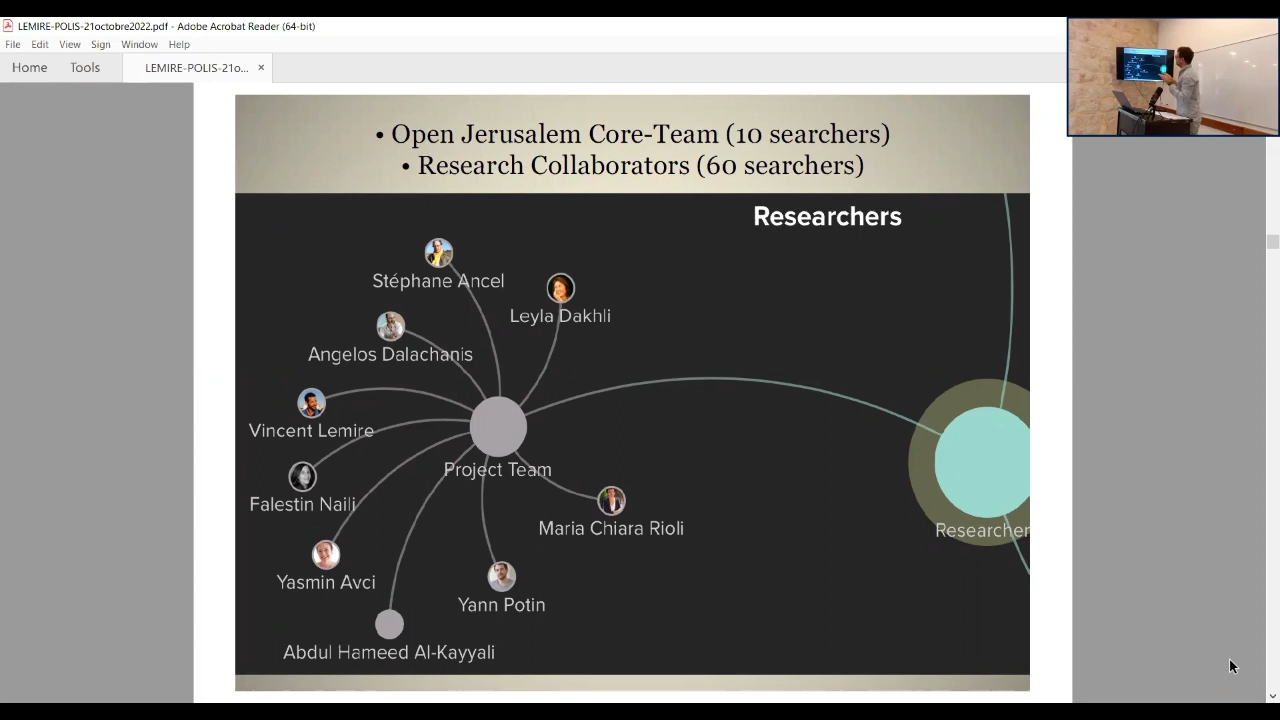 LEMIRE-POLIS-21octobre2022.pdf - Adobe Acrobat Reader (64-bit)
File Edit View Sign Window Help
Home Tools LEMIRE-POLIS-21o... ×
• Open Jerusalem Core-Team (10 searchers)
• Research Collaborators (60 searchers)
Researchers
Stéphane Ancel
Leyla Dakhli
Angelos Dalachanis
Vincent Lemire
Project Team
Falestin Naili
Maria Chiara Rioli
Researcher
Yasmin Avci
Yann Potin
Abdul Hameed Al-Kayyali